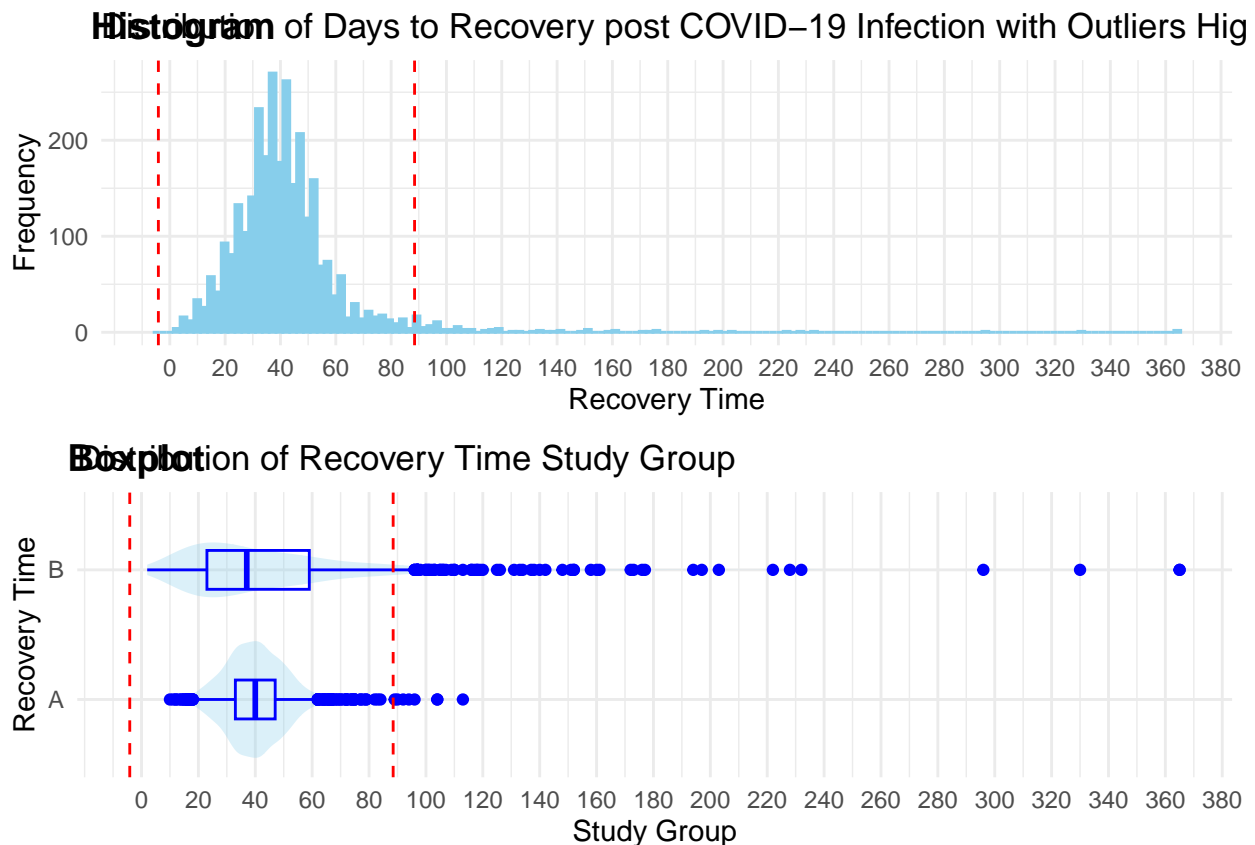 Histogram
Distribution of Days to Recovery post COVID−19 Infection with Outliers Hig
Frequency
200
100
0
0 20 40 60 80 100 120 140 160 180 200 220 240 260 280 300 320 340 360 380
Recovery Time
Boxplot
Distribution of Recovery Time Study Group
Recovery Time
B
A
0 20 40 60 80 100 120 140 160 180 200 220 240 260 280 300 320 340 360 380
Study Group